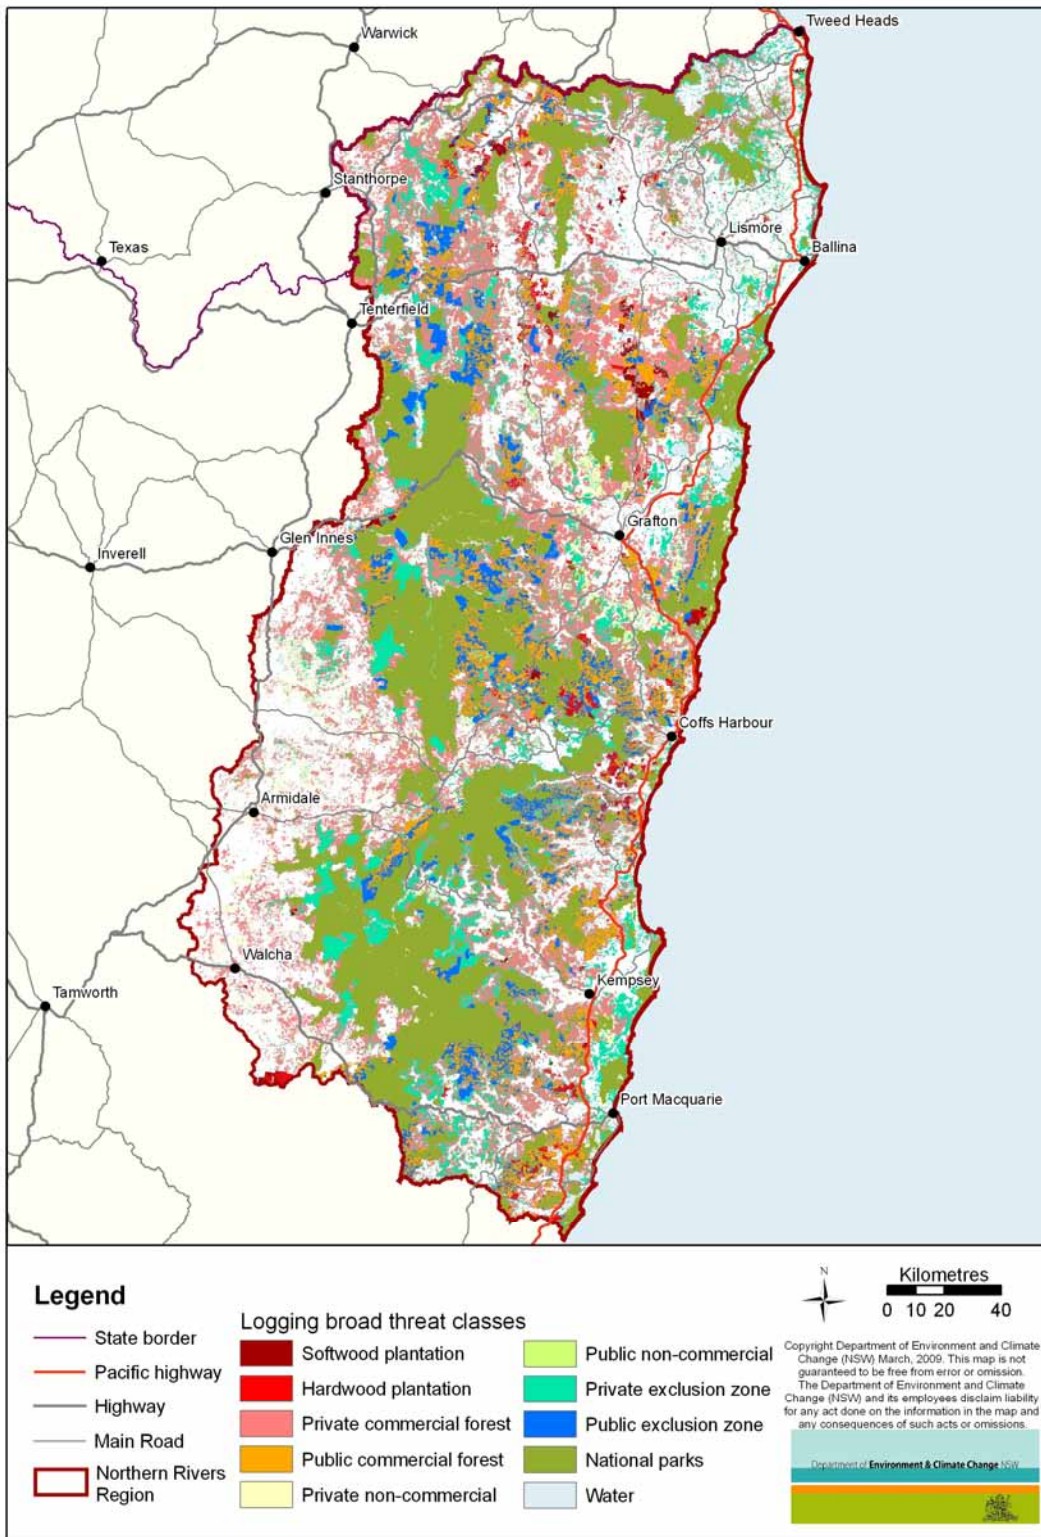 Tweed Heads
Warwick
Stanthorpe
Lismore
Texas
Ballina
Tenterfield
Grafton
Glen Innes
Inverell
Coffs Harbour
Armidale
Walcha
Kempsey
Tamworth
Port Macquarie
Legend
State border
Pacific highway
Highway
Main Road
Northern Rivers
Region
Logging broad threat classes
Softwood plantation
Hardwood plantation
Private commercial forest
Public commercial forest
Private non-commercial
Public non-commercial
Private exclusion zone
Public exclusion zone
National parks
Water
N
Kilometres
0 10 20 40
Copyright Department of Environment and Climate
Change (NSW) March, 2009. This map is not
guaranteed to be free from error or omission.
The Department of Environment and Climate
Change (NSW) and its employees disclaim liability
for any act done on the information in the map and
any consequences of such acts or omissions.
Department of Environment & Climate Change NSW